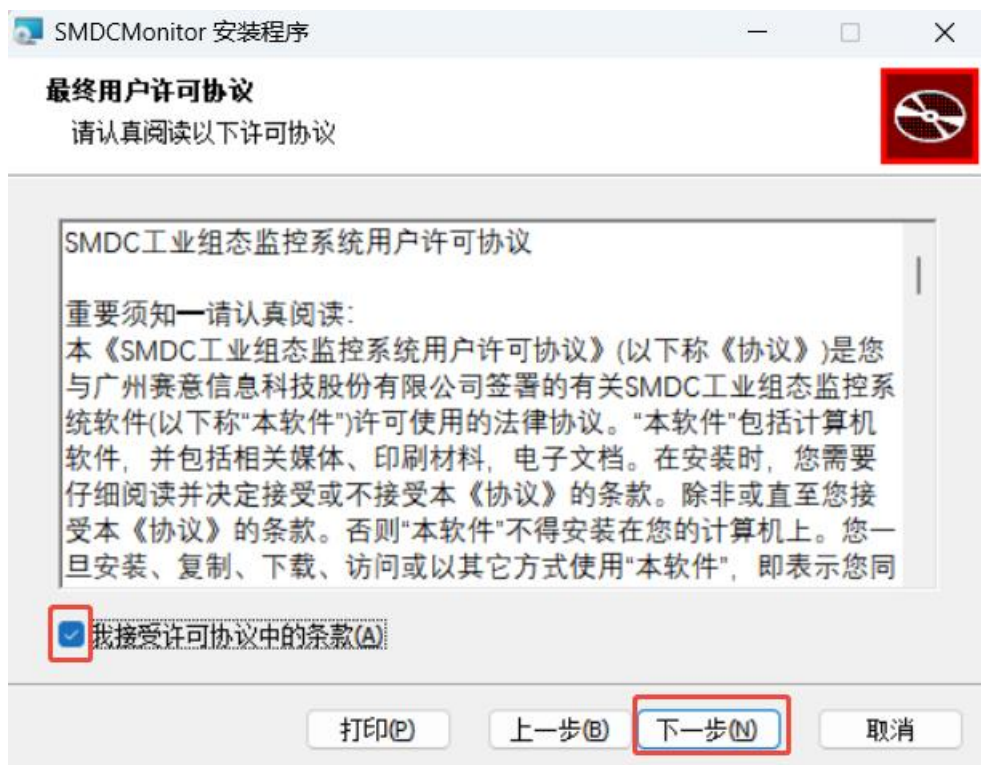 SMDCMonitor 安装程序
最终用户许可协议
请认真阅读以下许可协议
SMDC工业组态监控系统用户许可协议
重要须知━请认真阅读:
本《SMDC工业组态监控系统用户许可协议》(以下称《协议》)是您
与广州赛意信息科技股份有限公司签署的有关SMDC工业组态监控系
统软件(以下称“本软件”)许可使用的法律协议。“本软件”包括计算机
软件,并包括相关媒体、印刷材料,电子文档。在安装时,您需要
仔细阅读并决定接受或不接受本《协议》的条款。除非或直至您接
受本《协议》的条款。否则“本软件”不得安装在您的计算机上。您一
旦安装、复制、下载、访问或以其它方式使用“本软件”,即表示您同
我接受许可协议中的条款(A)
打印(P) 上一步(B) 下一步(N) 取消